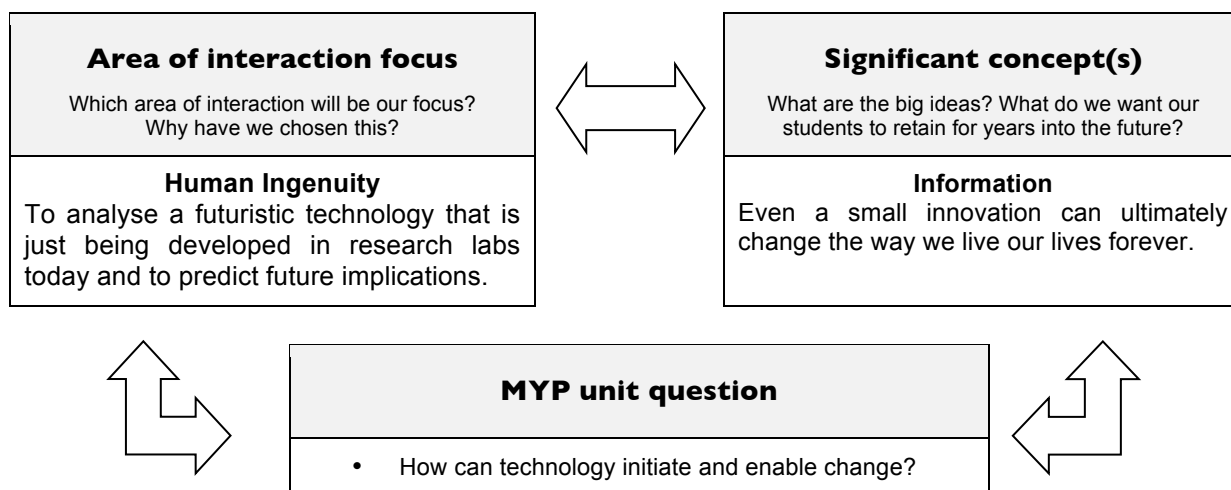 Area of interaction focus
Which area of interaction will be our focus?
Why have we chosen this?
Human Ingenuity
To analyse a futuristic technology that is
just being developed in research labs
today and to predict future implications.
Significant concept(s)
What are the big ideas? What do we want our
students to retain for years into the future?
Information
Even a small innovation can ultimately
change the way we live our lives forever.
MYP unit question
• How can technology initiate and enable change?